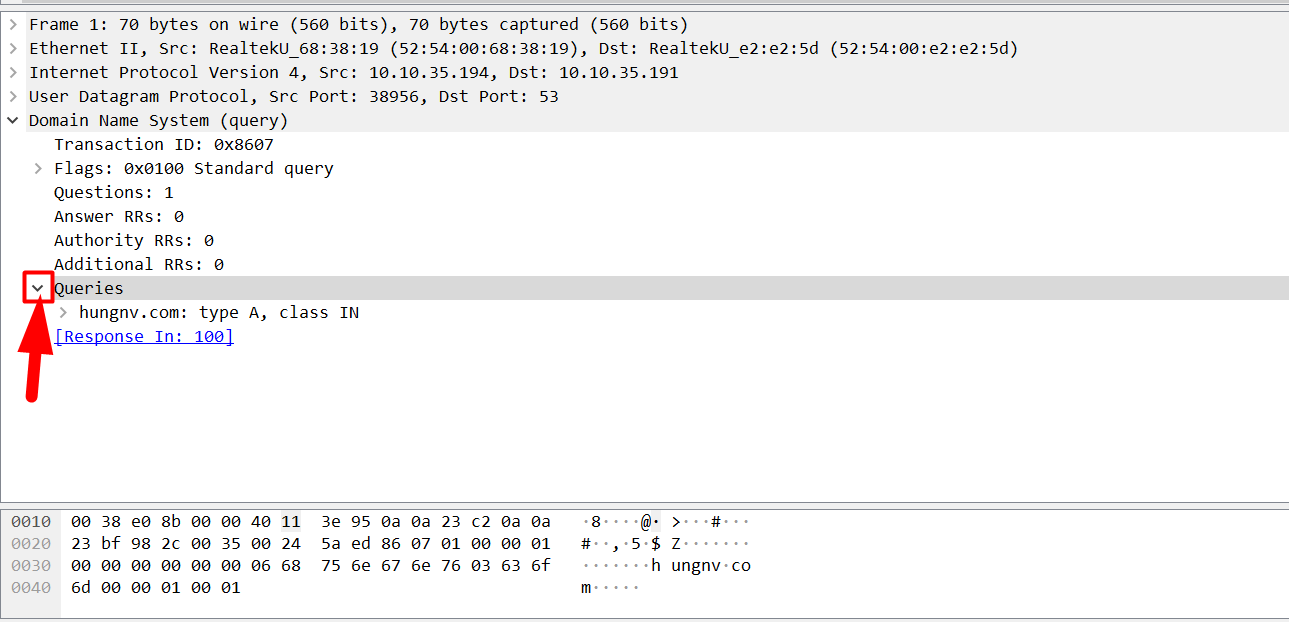 Frame 1: 70 bytes on wire (560 bits), 70 bytes captured (560 bits)
Ethernet II, Src: RealtekU_68:38:19 (52:54:00:68:38:19), Dst: RealtekU_e2:e2:5d (52:54:00:e2:e2:5d)
Internet Protocol Version 4, Src: 10.10.35.194, Dst: 10.10.35.191
User Datagram Protocol, Src Port: 38956, Dst Port: 53
Domain Name System (query)
Transaction ID: 0x8607
Flags: 0x0100 Standard query
Questions: 1
Answer RRs: 0
Authority RRs: 0
Additional RRs: 0
Queries
hungnv.com: type A, class IN
[Response In: 100]
0010 00 38 e0 8b 00 00 40 11 3e 95 0a 0a 23 c2 0a 0a ·8····@· >···#···
0020 23 bf 98 2c 00 35 00 24 5a ed 86 07 01 00 00 01 #··,·5·$ Z·······
0030 00 00 00 00 00 00 06 68 75 6e 67 6e 76 03 63 6f ·······h ungnv·co
0040 6d 00 00 01 00 01 m·····